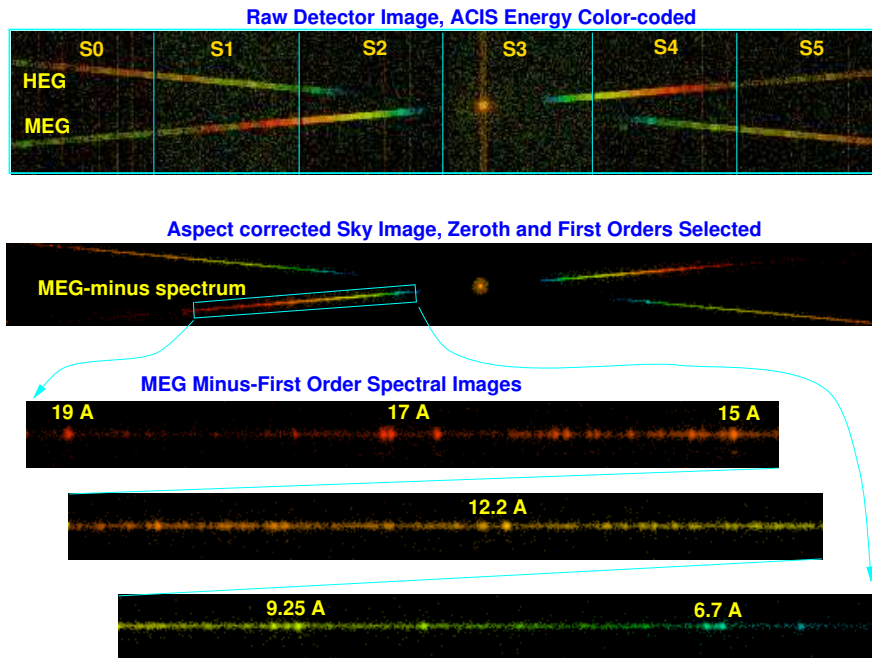 Raw Detector Image, ACIS Energy Color-coded
S0 S1 S2 S3 S4 S5
HEG
MEG
Aspect corrected Sky Image, Zeroth and First Orders Selected
MEG-minus spectrum
MEG Minus-First Order Spectral Images
19 A 17 A 15 A
12.2 A
9.25 A 6.7 A